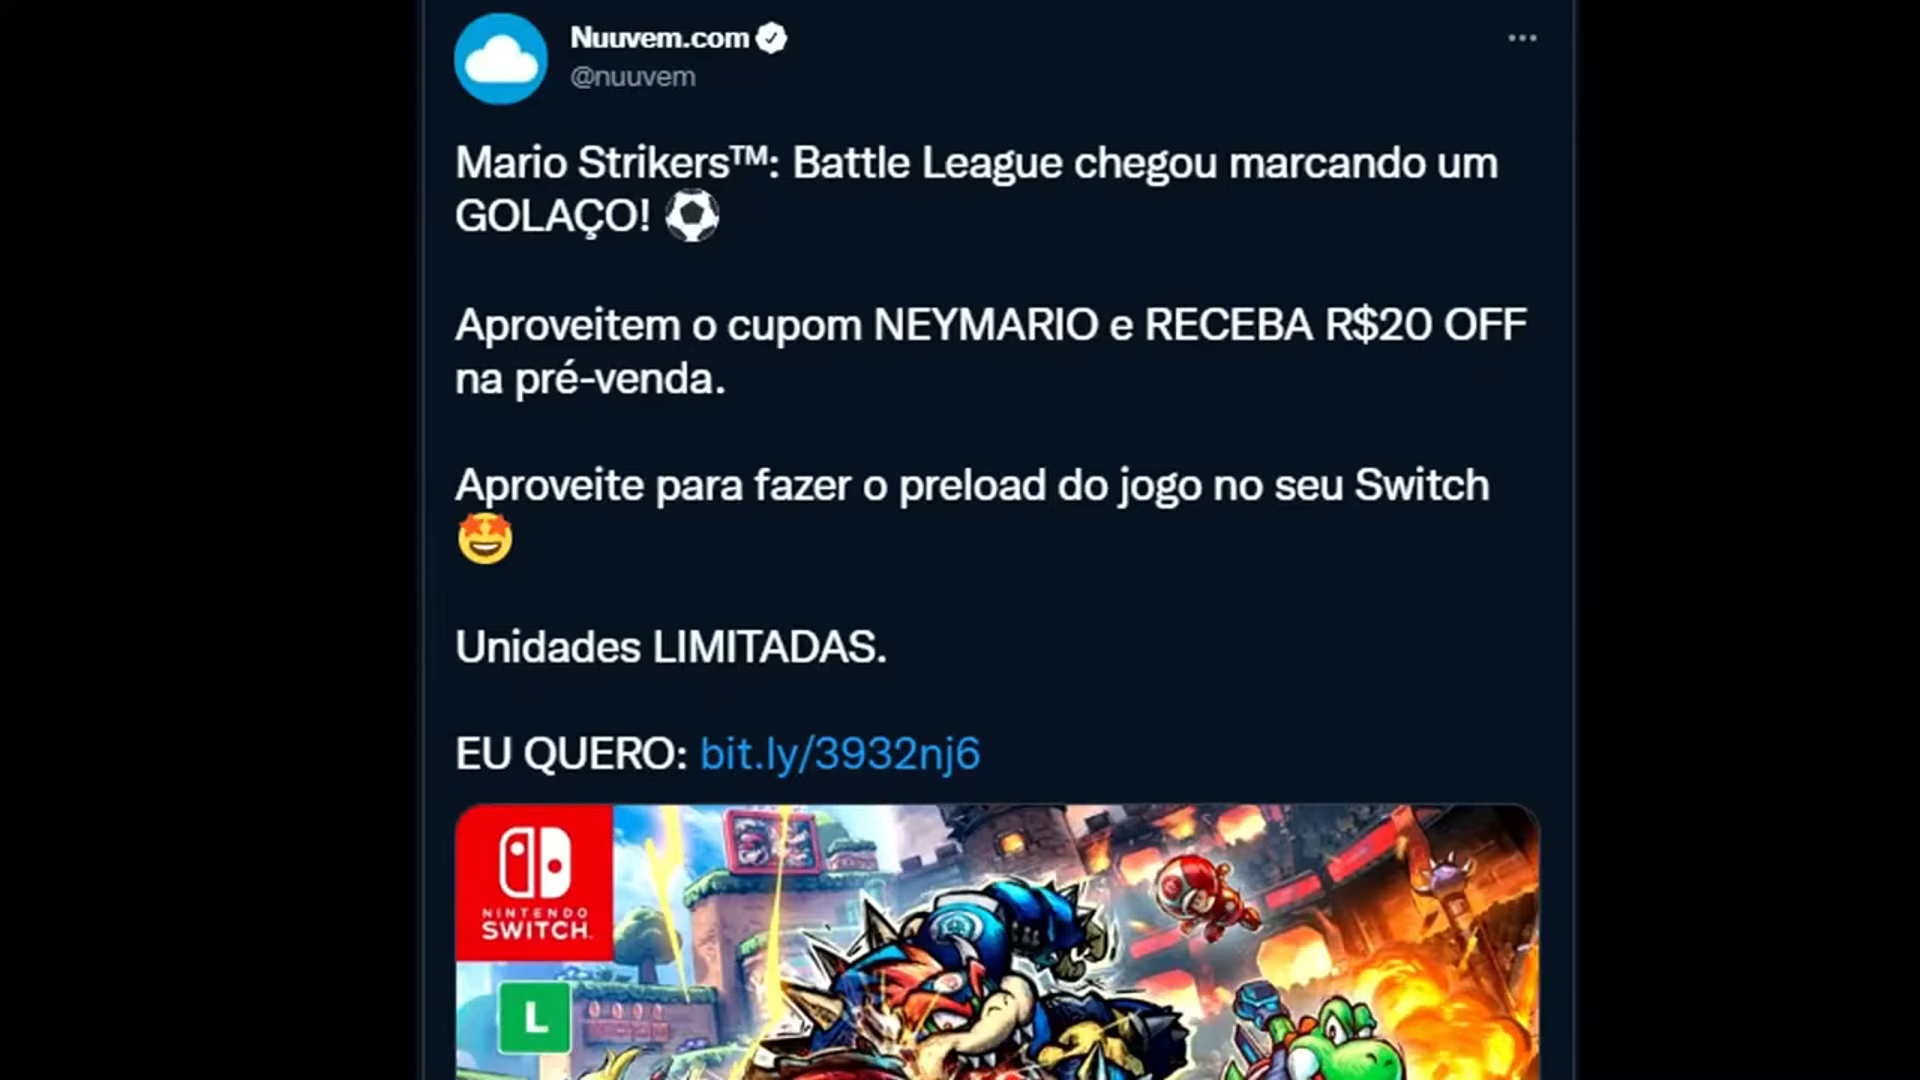 Nuuvem.com
@nuuvem
Mario Strikers™: Battle League chegou marcando um
GOLAÇO! ⚽
Aproveitem o cupom NEYMARIO e RECEBA R$20 OFF
na pré-venda.
Aproveite para fazer o preload do jogo no seu Switch
🤩
Unidades LIMITADAS.
EU QUERO: bit.ly/3932nj6
NINTENDO
SWITCH.
L